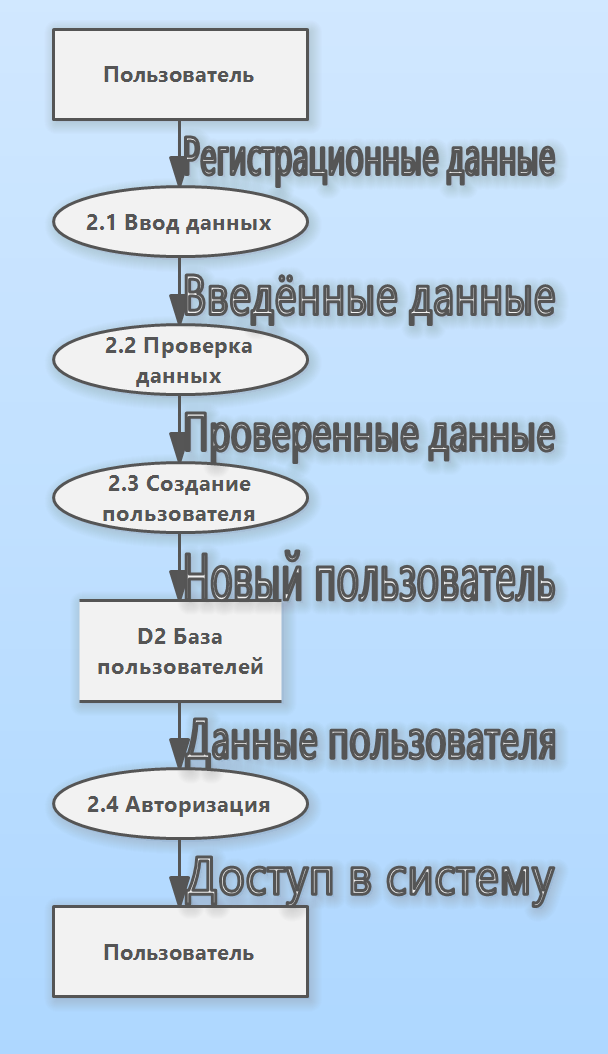 Пользователь
Регистрационные данные
2.1 Ввод данных
Введённые данные
2.2 Проверка
данных
Проверенные данные
2.3 Создание
пользователя
Новый пользователь
D2 База
пользователей
Данные пользователя
2.4 Авторизация
Доступ в систему
Пользователь